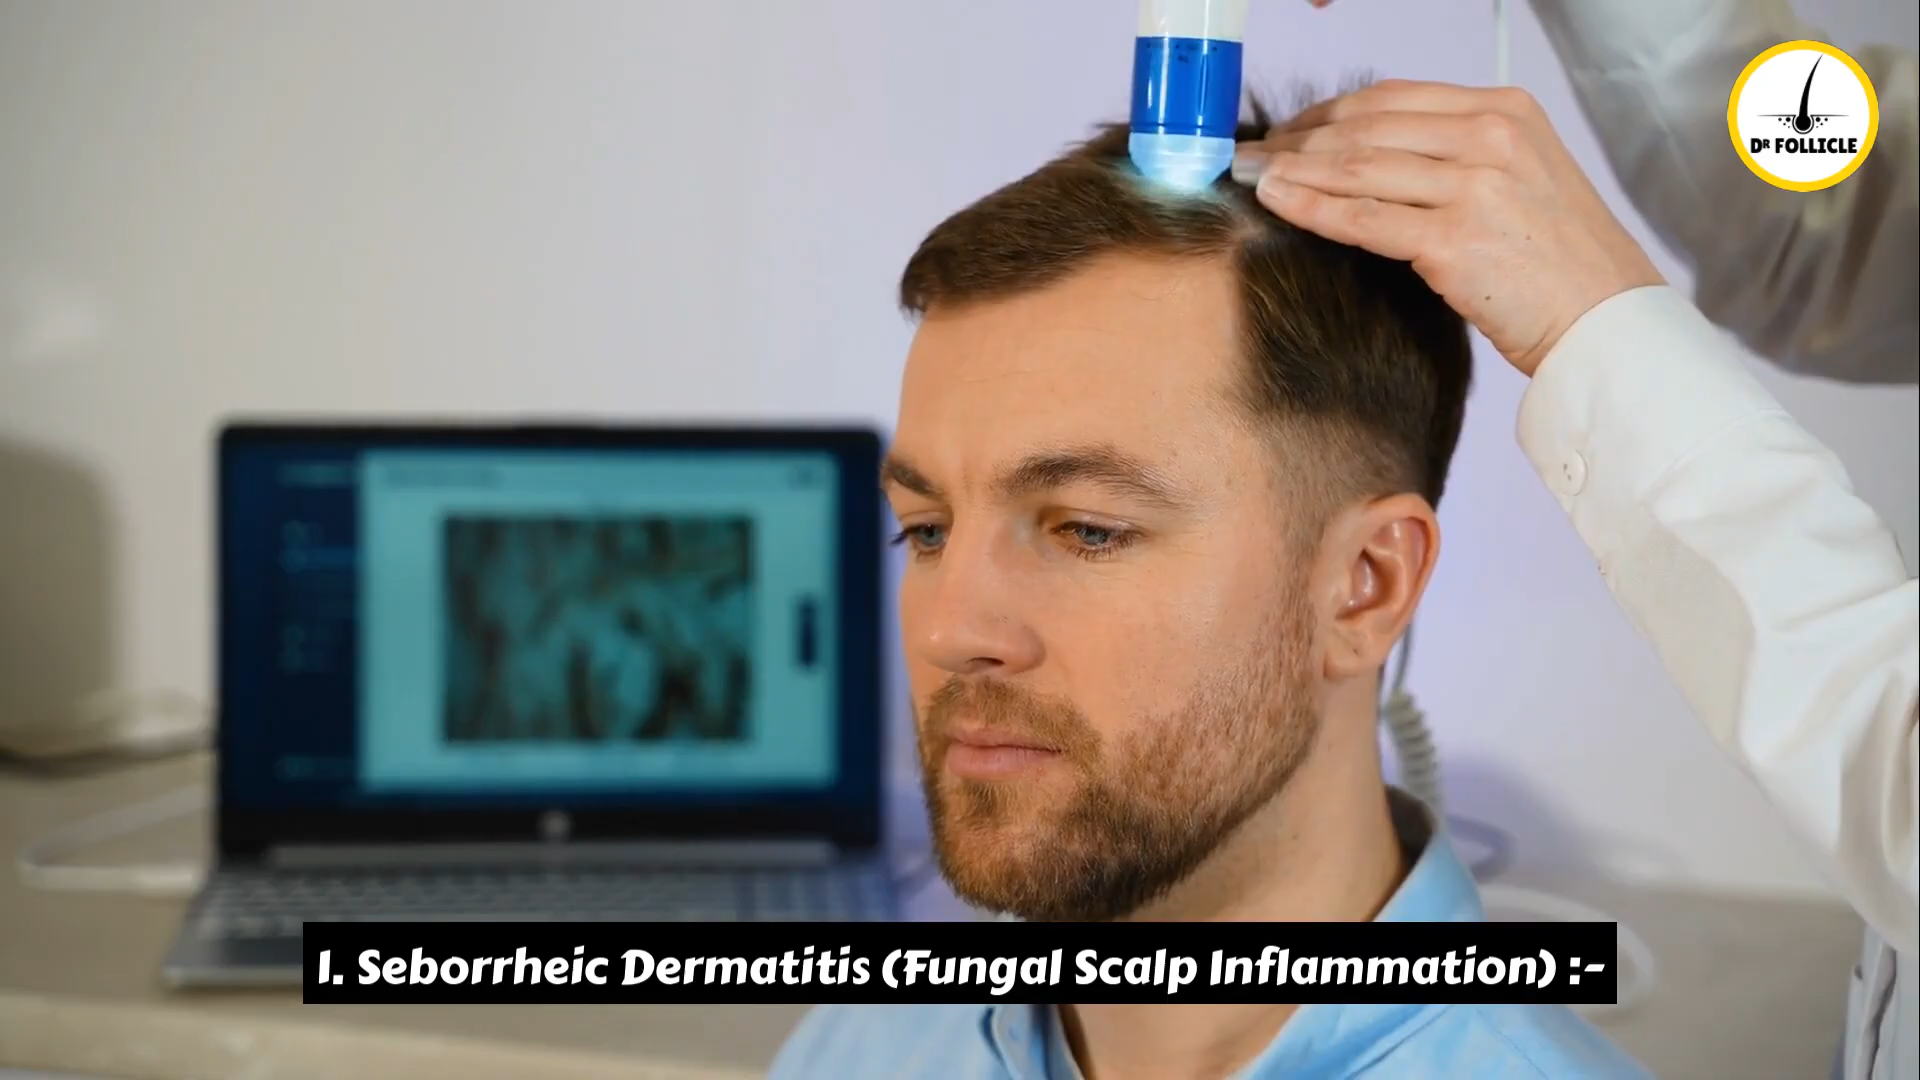 DR FOLLICLE
1. Seborrheic Dermatitis (Fungal Scalp Inflammation) :-